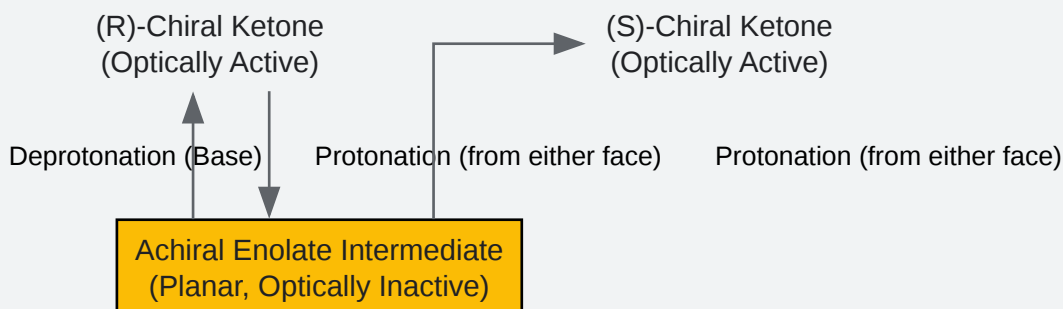 (R)-Chiral Ketone
(Optically Active)
(S)-Chiral Ketone
(Optically Active)
Deprotonation (Base)
Protonation (from either face)
Protonation (from either face)
Achiral Enolate Intermediate
(Planar, Optically Inactive)